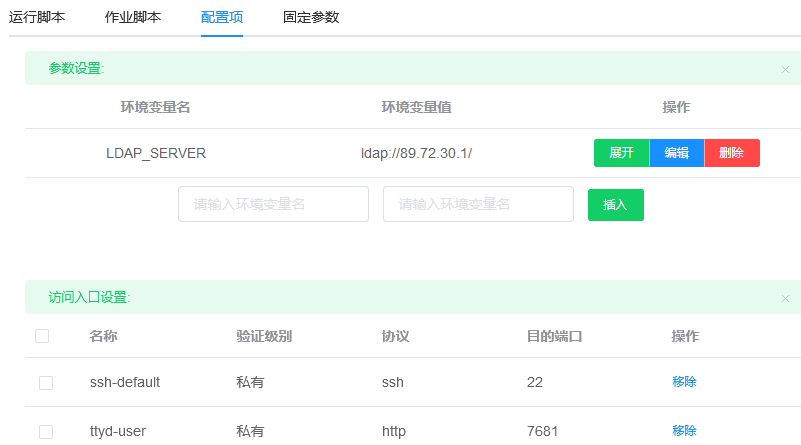 运行脚本 作业脚本 配置项 固定参数
参数设置:
环境变量名 环境变量值 操作
LDAP_SERVER ldap://89.72.30.1/ 展开 编辑 删除
请输入环境变量名 请输入环境变量名 插入
访问入口设置:
名称 验证级别 协议 目的端口 操作
ssh-default 私有 ssh 22 移除
ttyd-user 私有 http 7681 移除